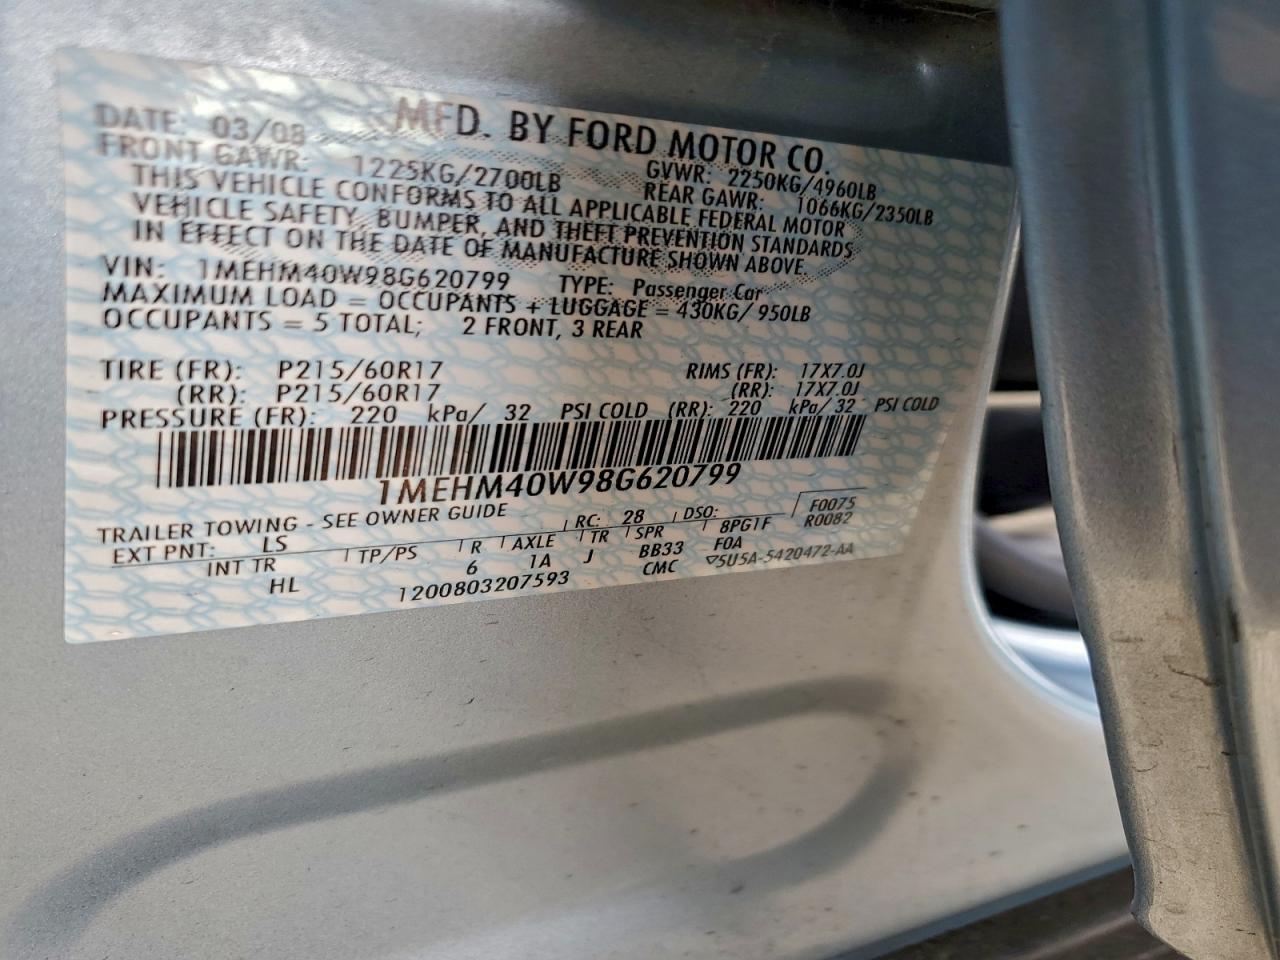 MFD. BY FORD MOTOR CO.
DATE: 03/08 GVWR: 2250KG/4960LB
FRONT GAWR: 1225KG/2700LB REAR GAWR: 1066KG/2350LB
THIS VEHICLE CONFORMS TO ALL APPLICABLE FEDERAL MOTOR
VEHICLE SAFETY, BUMPER, AND THEFT PREVENTION STANDARDS
IN EFFECT ON THE DATE OF MANUFACTURE SHOWN ABOVE.
VIN: 1MEHM40W98G620799 TYPE: Passenger Car
MAXIMUM LOAD = OCCUPANTS + LUGGAGE = 430KG/ 950LB
OCCUPANTS = 5 TOTAL; 2 FRONT, 3 REAR
TIRE (FR): P215/60R17 RIMS (FR): 17X7.0J
(RR): P215/60R17 (RR): 17X7.0J
PRESSURE (FR): 220 kPa/ 32 PSI COLD (RR): 220 kPa/ 32 PSI COLD
1MEHM40W98G620799
TRAILER TOWING - SEE OWNER GUIDE F0075
EXT PNT: LS RC: 28 DSO: 8PG1F R0082
INT TR TP/PS R AXLE TR SPR F0A
HL 6 1A J BB33 ▽5U5A-5420472-AA
1200803207593 CMC